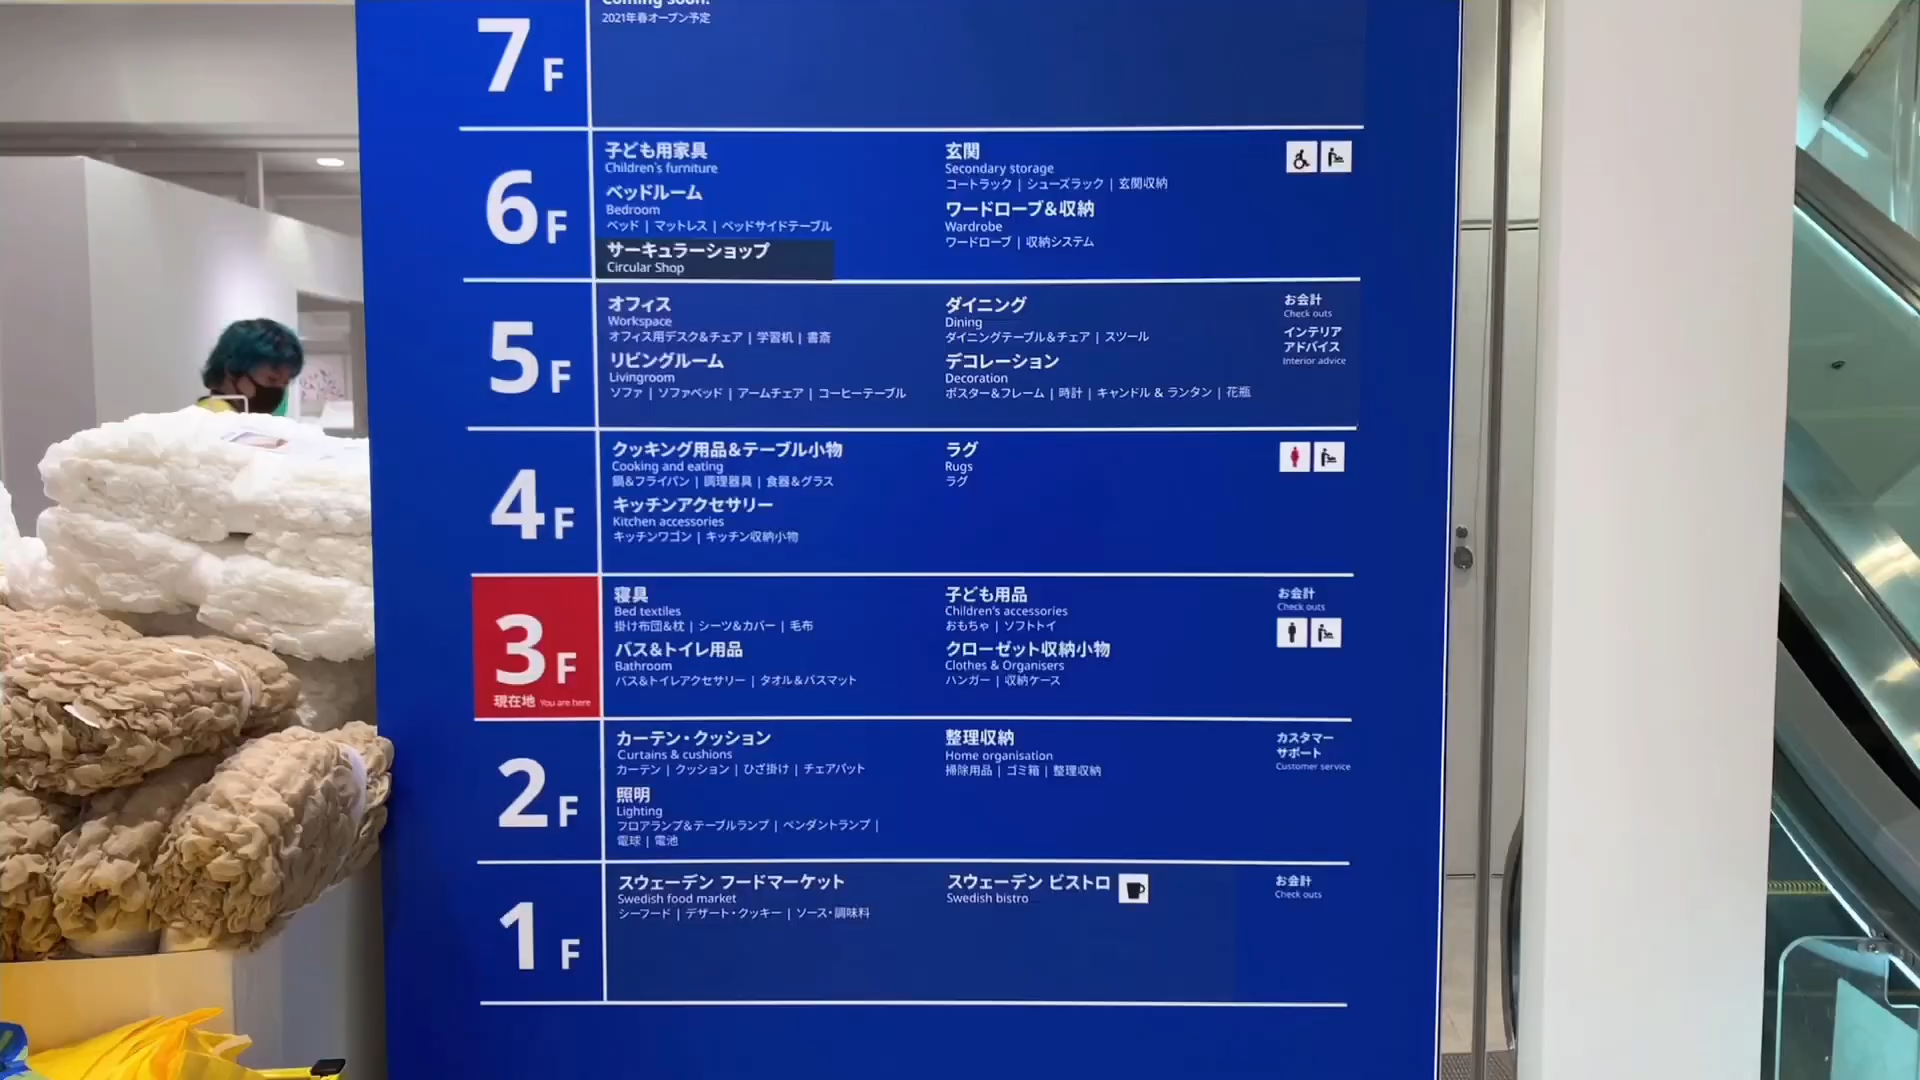 7F
Coming soon!
2021年春オープン予定
6F
子ども用家具
Children's furniture
ベッドルーム
Bedroom
ベッド | マットレス | ベッドサイドテーブル
サーキュラーショップ
Circular Shop
玄関
Secondary storage
コートラック | シューズラック | 玄関収納
ワードローブ&収納
Wardrobe
ワードローブ | 収納システム
5F
オフィス
Workspace
オフィス用デスク&チェア | 学習机 | 書斎
リビングルーム
Livingroom
ソファ | ソファベッド | アームチェア | コーヒーテーブル
ダイニング
Dining
ダイニングテーブル&チェア | スツール
デコレーション
Decoration
ポスター&フレーム | 時計 | キャンドル & ランタン | 花瓶
お会計
Check outs
インテリア
アドバイス
Interior advice
4F
クッキング用品&テーブル小物
Cooking and eating
鍋&フライパン | 調理器具 | 食器&グラス
キッチンアクセサリー
Kitchen accessories
キッチンワゴン | キッチン収納小物
ラグ
Rugs
ラグ
3F
現在地 You are here
寝具
Bed textiles
掛け布団&枕 | シーツ&カバー | 毛布
バス&トイレ用品
Bathroom
バス&トイレアクセサリー | タオル&バスマット
子ども用品
Children's accessories
おもちゃ | ソフトトイ
クローゼット収納小物
Clothes & Organisers
ハンガー | 収納ケース
お会計
Check outs
2F
カーテン・クッション
Curtains & cushions
カーテン | クッション | ひざ掛け | チェアパット
照明
Lighting
フロアランプ&テーブルランプ | ペンダントランプ |
電球 | 電池
整理収納
Home organisation
掃除用品 | ゴミ箱 | 整理収納
カスタマー
サポート
Customer service
1F
スウェーデン フードマーケット
Swedish food market
シーフード | デザート・クッキー | ソース・調味料
スウェーデン ビストロ
Swedish bistro
お会計
Check outs